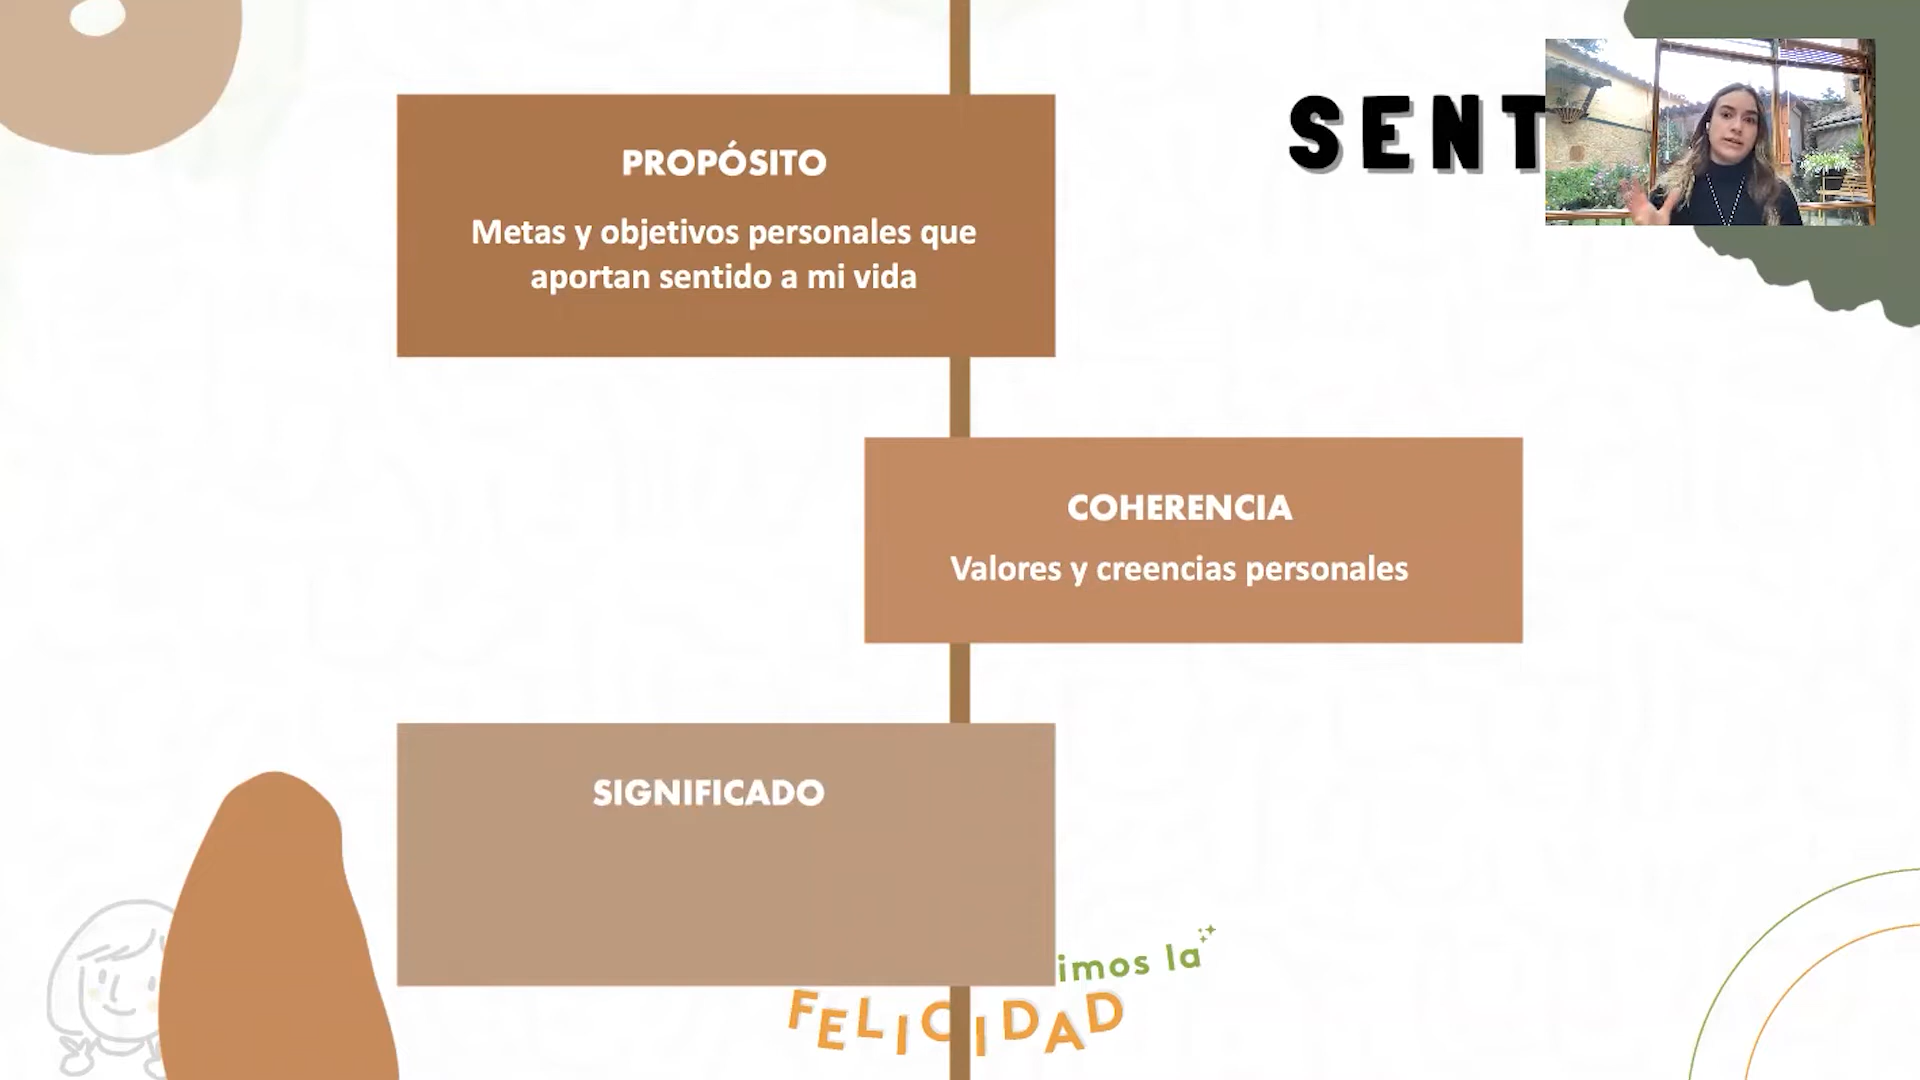 SENT
PROPÓSITO
Metas y objetivos personales que
aportan sentido a mi vida
COHERENCIA
Valores y creencias personales
SIGNIFICADO
imos la
FELICIDAD